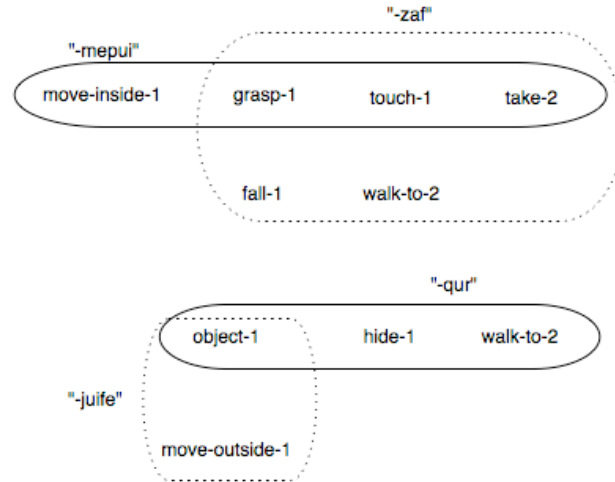 "-zaf"
"-mepui"
move-inside-1 grasp-1 touch-1 take-2
fall-1 walk-to-2
"-qur"
object-1 hide-1 walk-to-2
"-juife"
move-outside-1